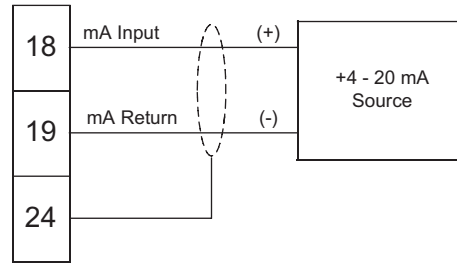 18
mA Input
(+)
+4 - 20 mA
Source
19
mA Return
(-)
24